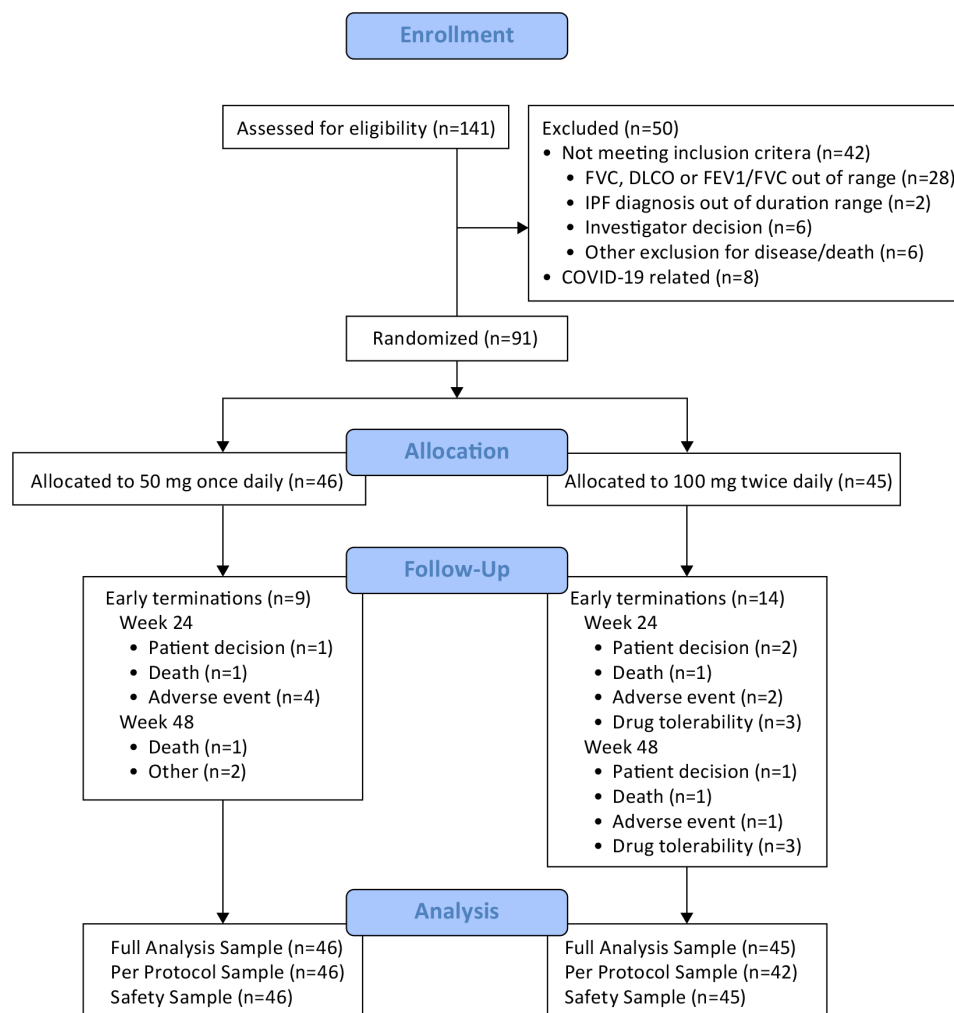 Enrollment
Assessed for eligibility (n=141)
Excluded (n=50)
• Not meeting inclusion criteria (n=42)
• FVC, DLCO or FEV1/FVC out of range (n=28)
• IPF diagnosis out of duration range (n=2)
• Investigator decision (n=6)
• Other exclusion for disease/death (n=6)
• COVID-19 related (n=8)
Randomized (n=91)
Allocation
Allocated to 50 mg once daily (n=46)
Allocated to 100 mg twice daily (n=45)
Follow-Up
Early terminations (n=9)
Week 24
• Patient decision (n=1)
• Death (n=1)
• Adverse event (n=4)
Week 48
• Death (n=1)
• Other (n=2)
Early terminations (n=14)
Week 24
• Patient decision (n=2)
• Death (n=1)
• Adverse event (n=2)
• Drug tolerability (n=3)
Week 48
• Patient decision (n=1)
• Death (n=1)
• Adverse event (n=1)
• Drug tolerability (n=3)
Analysis
Full Analysis Sample (n=46)
Per Protocol Sample (n=46)
Safety Sample (n=46)
Full Analysis Sample (n=45)
Per Protocol Sample (n=42)
Safety Sample (n=45)